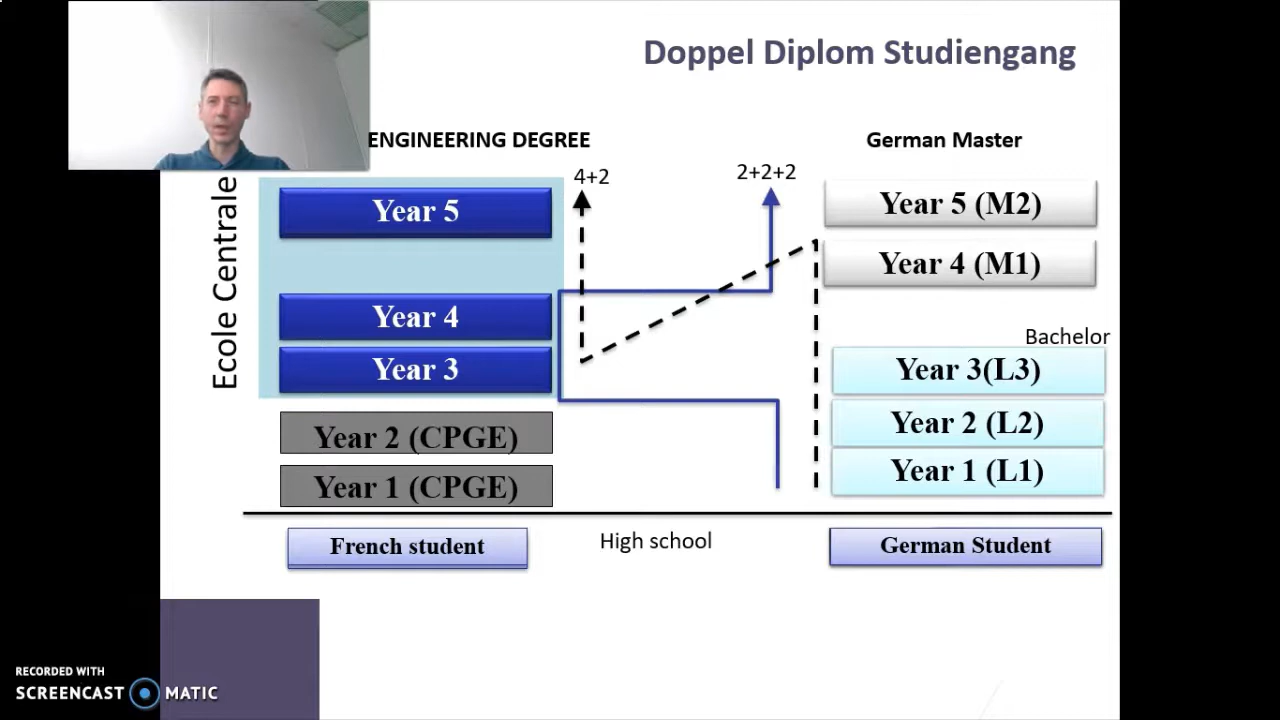 Doppel Diplom Studiengang
ENGINEERING DEGREE
German Master
4+2
2+2+2
Ecole Centrale
Year 5
Year 5 (M2)
Year 4 (M1)
Year 4
Bachelor
Year 3
Year 3(L3)
Year 2 (CPGE)
Year 2 (L2)
Year 1 (CPGE)
Year 1 (L1)
French student
High school
German Student
RECORDED WITH
SCREENCAST MATIC